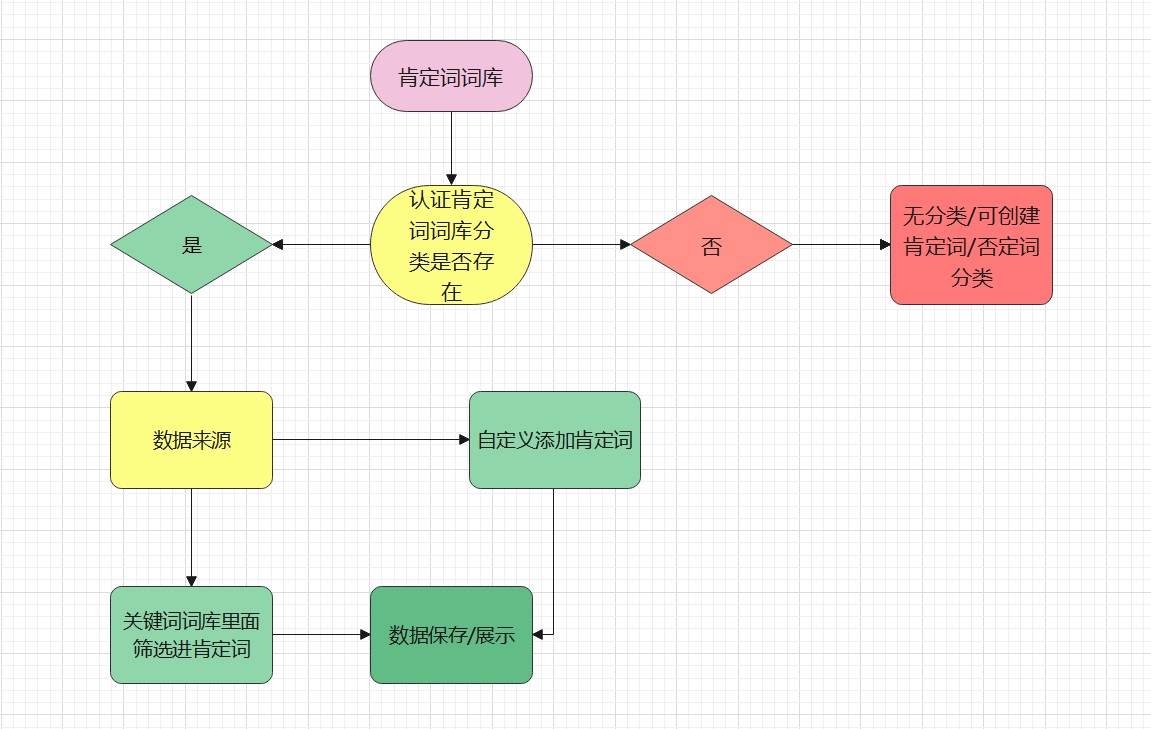 肯定词词库
认证肯定
词词库分
类是否存
在
是
否
无分类/可创建
肯定词/否定词
分类
数据来源
自定义添加肯定词
关键词词库里面
筛选进肯定词
数据保存/展示